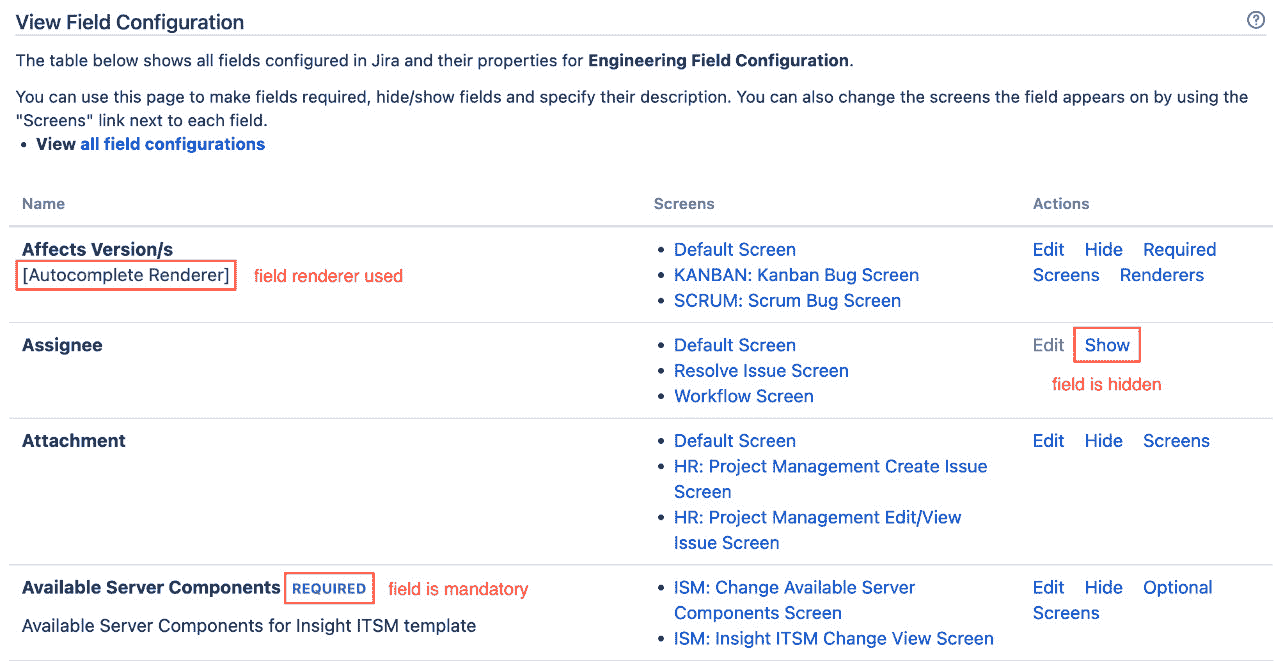 View Field Configuration
The table below shows all fields configured in Jira and their properties for Engineering Field Configuration.
You can use this page to make fields required, hide/show fields and specify their description. You can also change the screens the field appears on by using the
"Screens" link next to each field.
• View all field configurations
Name Screens Actions
Affects Version/s • Default Screen Edit Hide Required
[Autocomplete Renderer] field renderer used • KANBAN: Kanban Bug Screen Screens Renderers
• SCRUM: Scrum Bug Screen
Assignee • Default Screen Edit Show
• Resolve Issue Screen field is hidden
• Workflow Screen
Attachment • Default Screen Edit Hide Screens
• HR: Project Management Create Issue
Screen
• HR: Project Management Edit/View
Issue Screen
Available Server Components REQUIRED field is mandatory • ISM: Change Available Server Edit Hide Optional
Components Screen Screens
Available Server Components for Insight ITSM template
• ISM: Insight ITSM Change View Screen